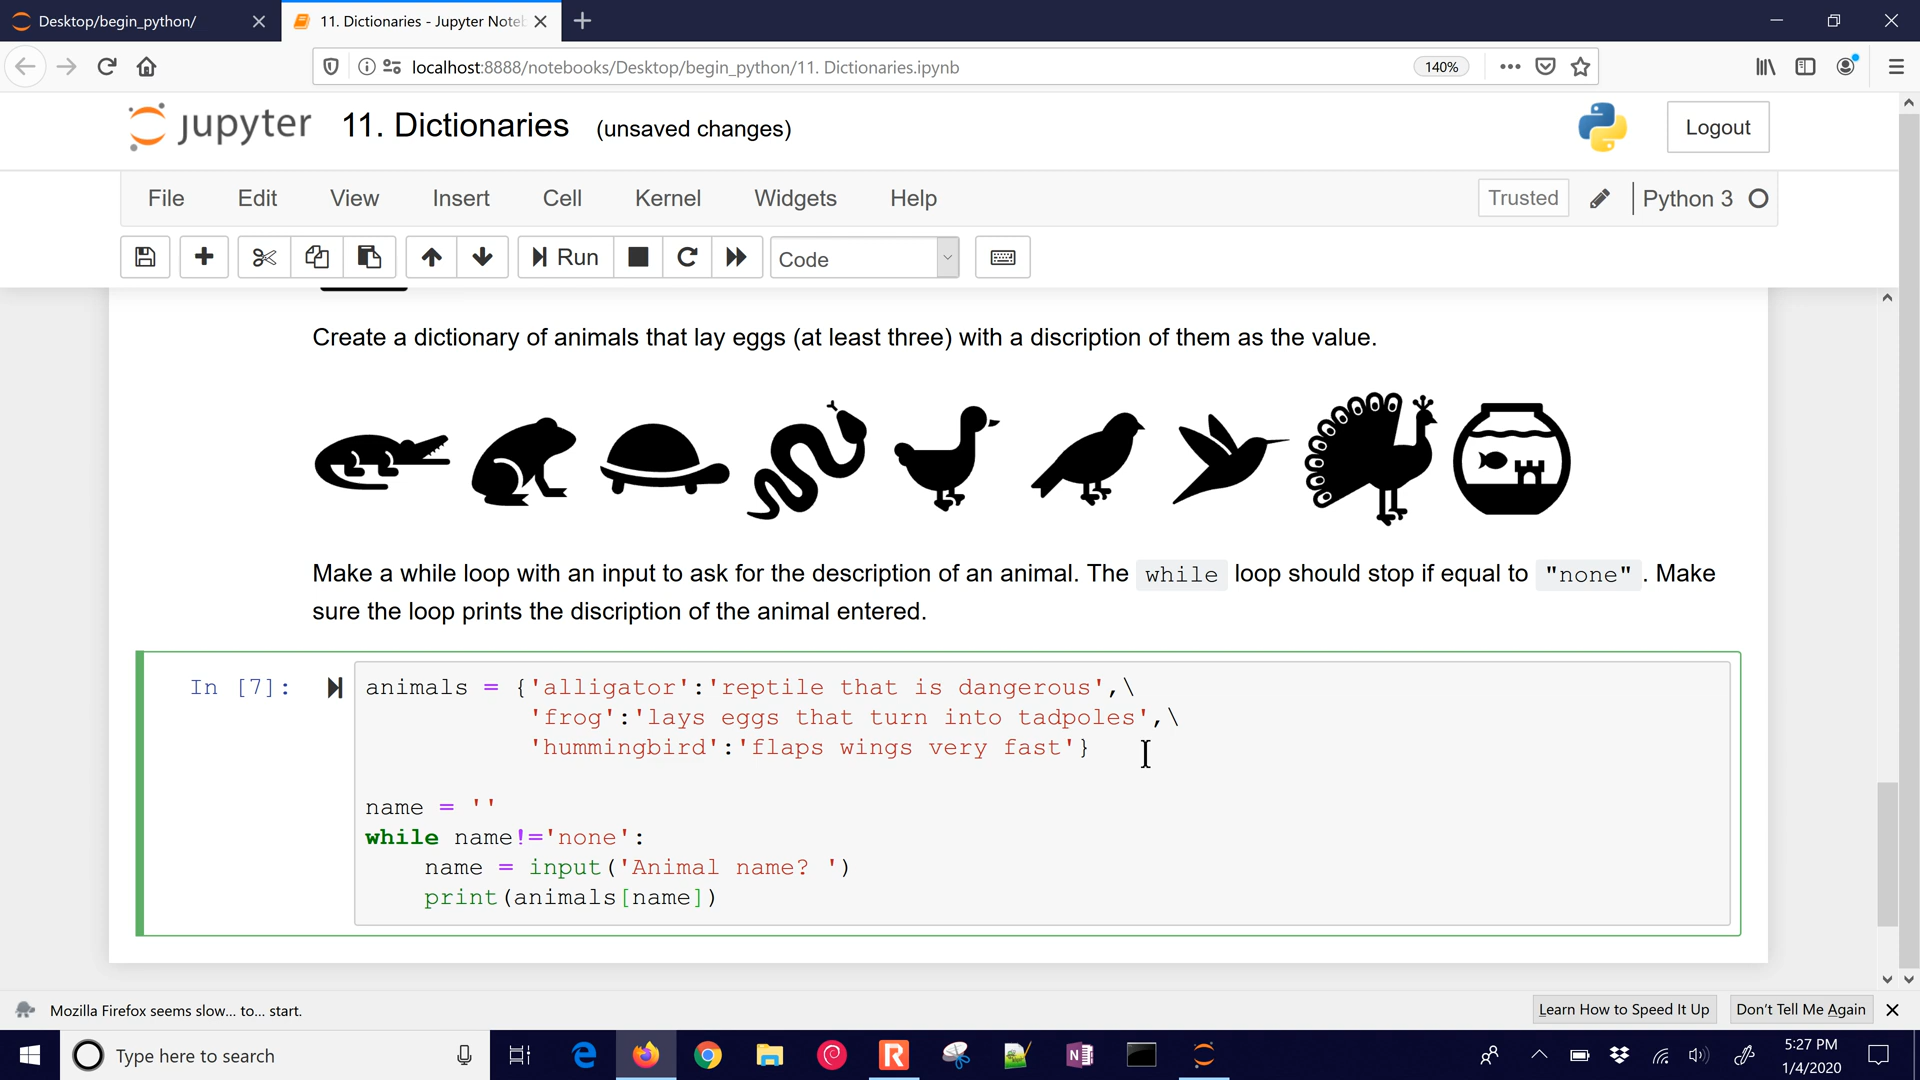 Desktop/begin_python/
11. Dictionaries - Jupyter Note
localhost:8888/notebooks/Desktop/begin_python/11. Dictionaries.ipynb
140%
jupyter 11. Dictionaries (unsaved changes)
Logout
File Edit View Insert Cell Kernel Widgets Help
Trusted
Python 3
Run
Code
Create a dictionary of animals that lay eggs (at least three) with a discription of them as the value.
Make a while loop with an input to ask for the description of an animal. The while loop should stop if equal to "none" . Make
sure the loop prints the discription of the animal entered.
In [7]:
animals = {'alligator':'reptile that is dangerous',\
'frog':'lays eggs that turn into tadpoles',\
'hummingbird':'flaps wings very fast'}
name = ''
while name!='none':
    name = input('Animal name? ')
    print(animals[name])
Mozilla Firefox seems slow... to... start.
Learn How to Speed It Up
Don't Tell Me Again
Type here to search
5:27 PM
1/4/2020